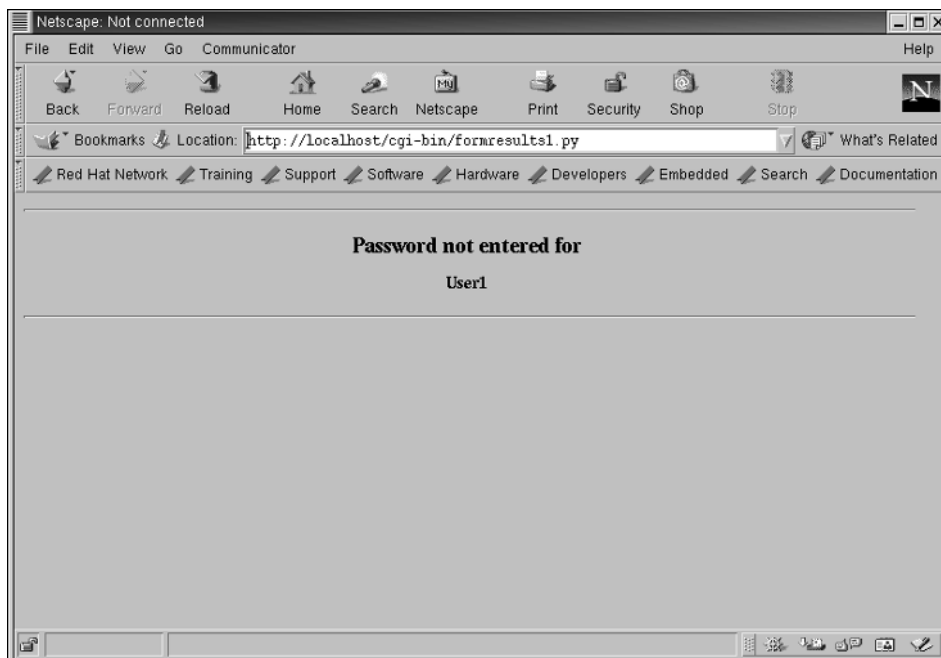 Netscape: Not connected
File Edit View Go Communicator Help
My
N
Back Forward Reload Home Search Netscape Print Security Shop Stop
Bookmarks Location: http://localhost/cgi-bin/formresults1.py What's Related
Red Hat Network Training Support Software Hardware Developers Embedded Search Documentation
Password not entered for
User1